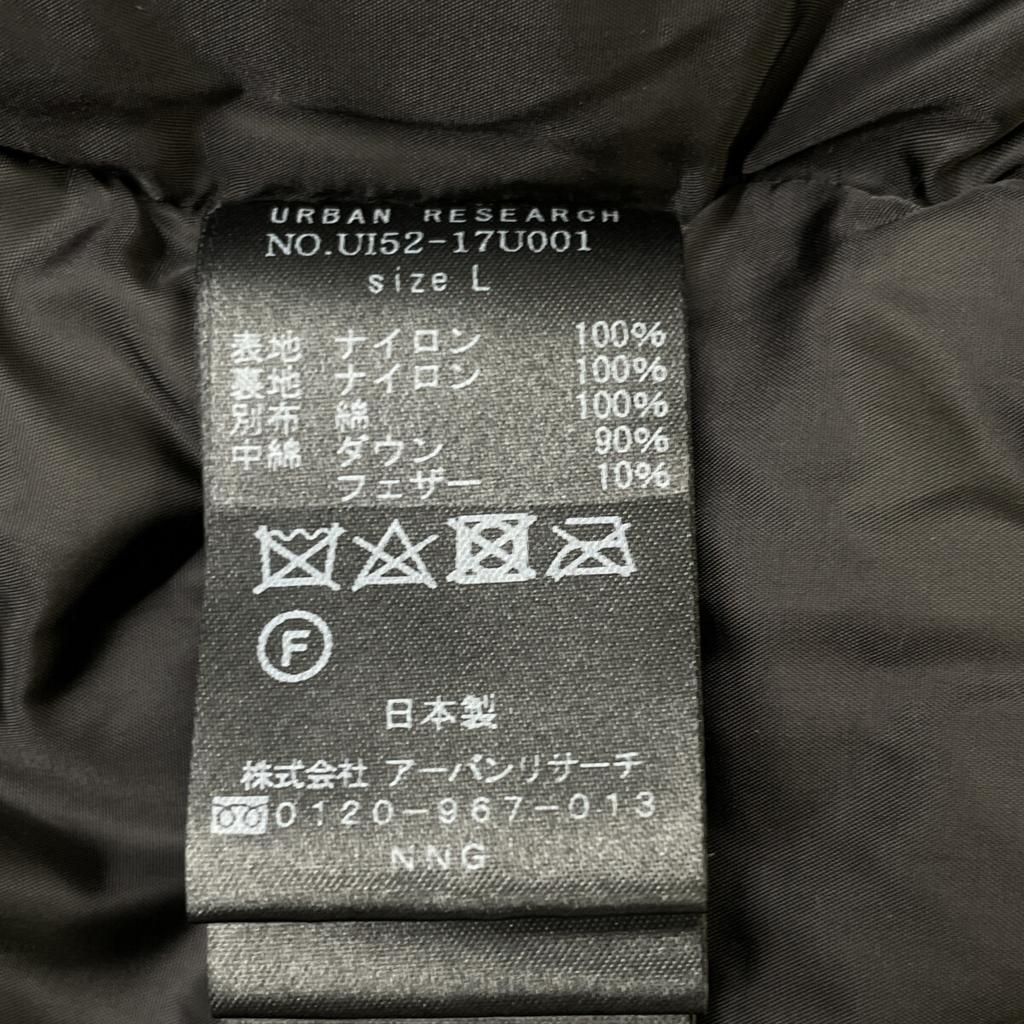 URBAN RESEARCH
NO.UI52-17U001
size L
表地 ナイロン 100%
裏地 ナイロン 100%
別布 綿 100%
中綿 ダウン 90%
フェザー 10%
F
日本製
株式会社 アーバンリサーチ
0120-967-013
NNG